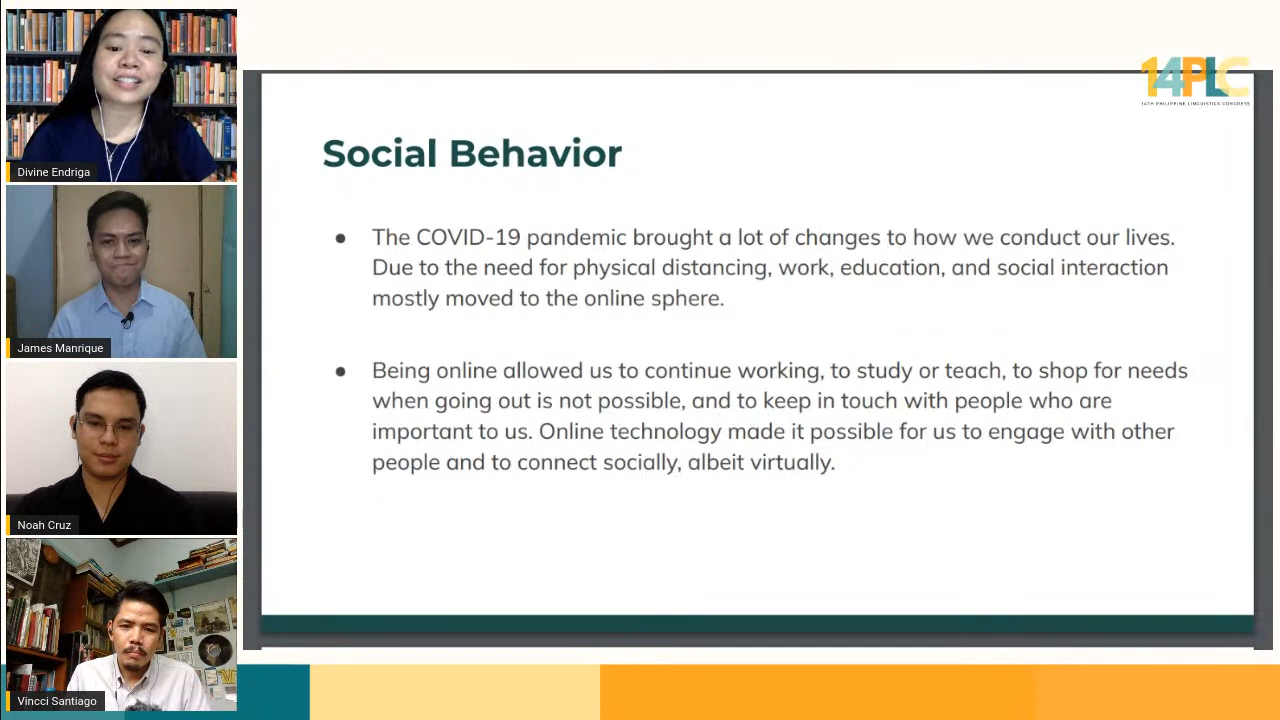 Divine Endriga
James Manrique
Noah Cruz
Vincci Santiago
14PLC
14TH PHILIPPINE LINGUISTICS CONGRESS
Social Behavior
● The COVID-19 pandemic brought a lot of changes to how we conduct our lives.
Due to the need for physical distancing, work, education, and social interaction
mostly moved to the online sphere.
● Being online allowed us to continue working, to study or teach, to shop for needs
when going out is not possible, and to keep in touch with people who are
important to us. Online technology made it possible for us to engage with other
people and to connect socially, albeit virtually.